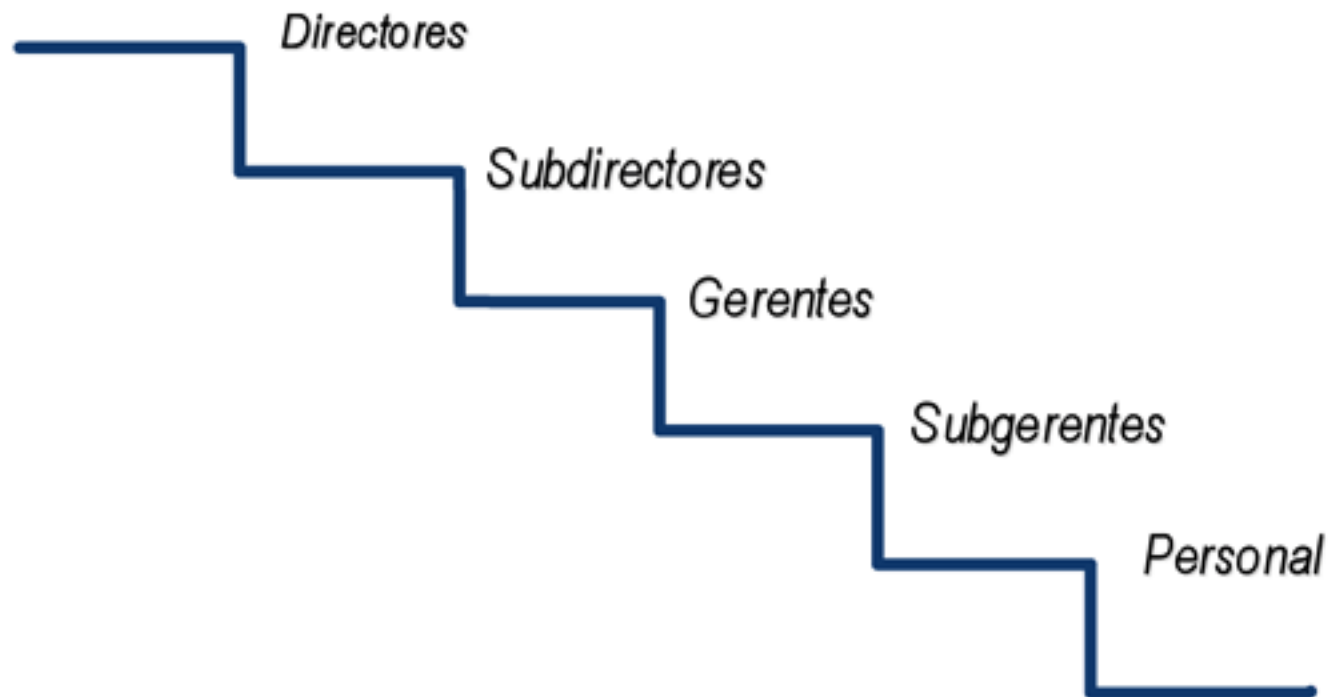 Directores
Subdirectores
Gerentes
Subgerentes
Personal